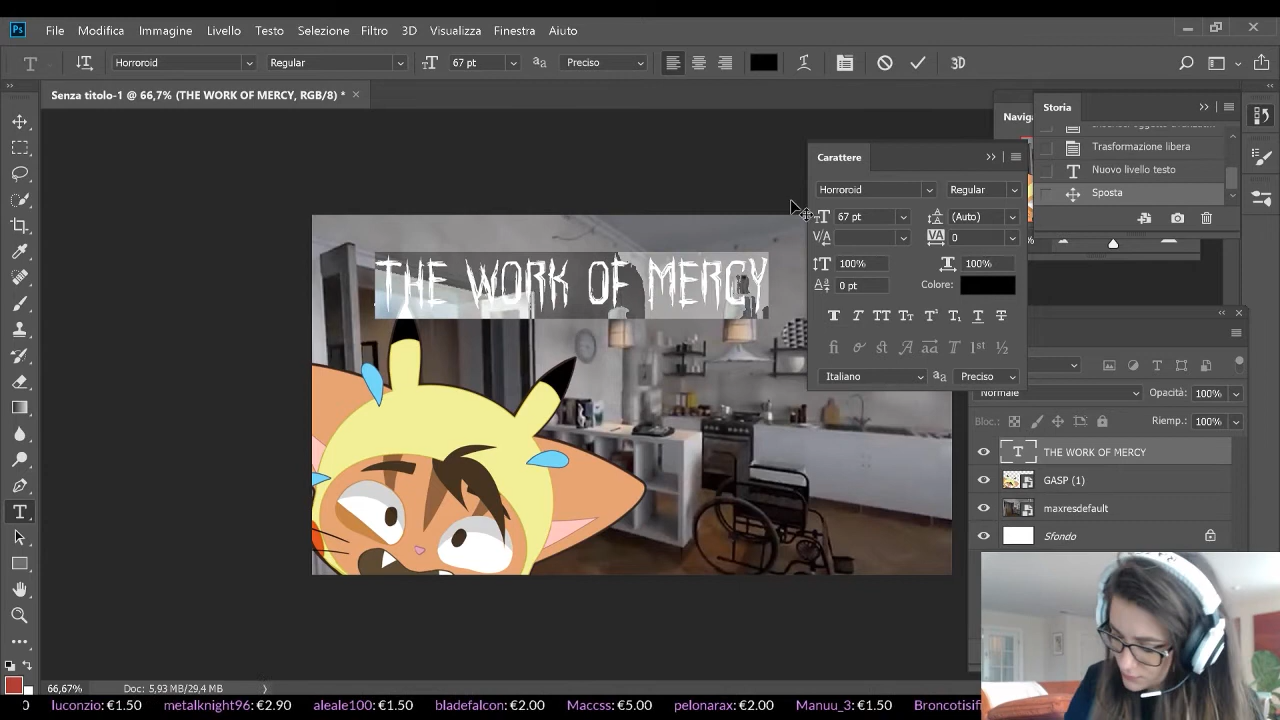 Ps File Modifica Immagine Livello Testo Selezione Filtro 3D Visualizza Finestra Aiuto
T Horroroid Regular 67 pt aa Preciso 3D
Senza titolo-1 @ 66,7% (THE WORK OF MERCY, RGB/8) *
Storia
Trasformazione libera
Nuovo livello testo
Sposta
Carattere
Horroroid Regular
67 pt (Auto)
0
100% 100%
0 pt Colore:
Italiano aa Preciso
THE WORK OF MERCY
Normale Opacità: 100%
Bloc.: Riemp.: 100%
THE WORK OF MERCY
GASP (1)
maxresdefault
Sfondo
66,67% Doc: 5,93 MB/29,4 MB
0 luconzio: €1.50 metalknight96: €2.90 aleale100: €1.50 bladefalcon: €2.00 Maccss: €5.00 pelonarax: €2.00 Manuu_3: €1.50 Broncotisif